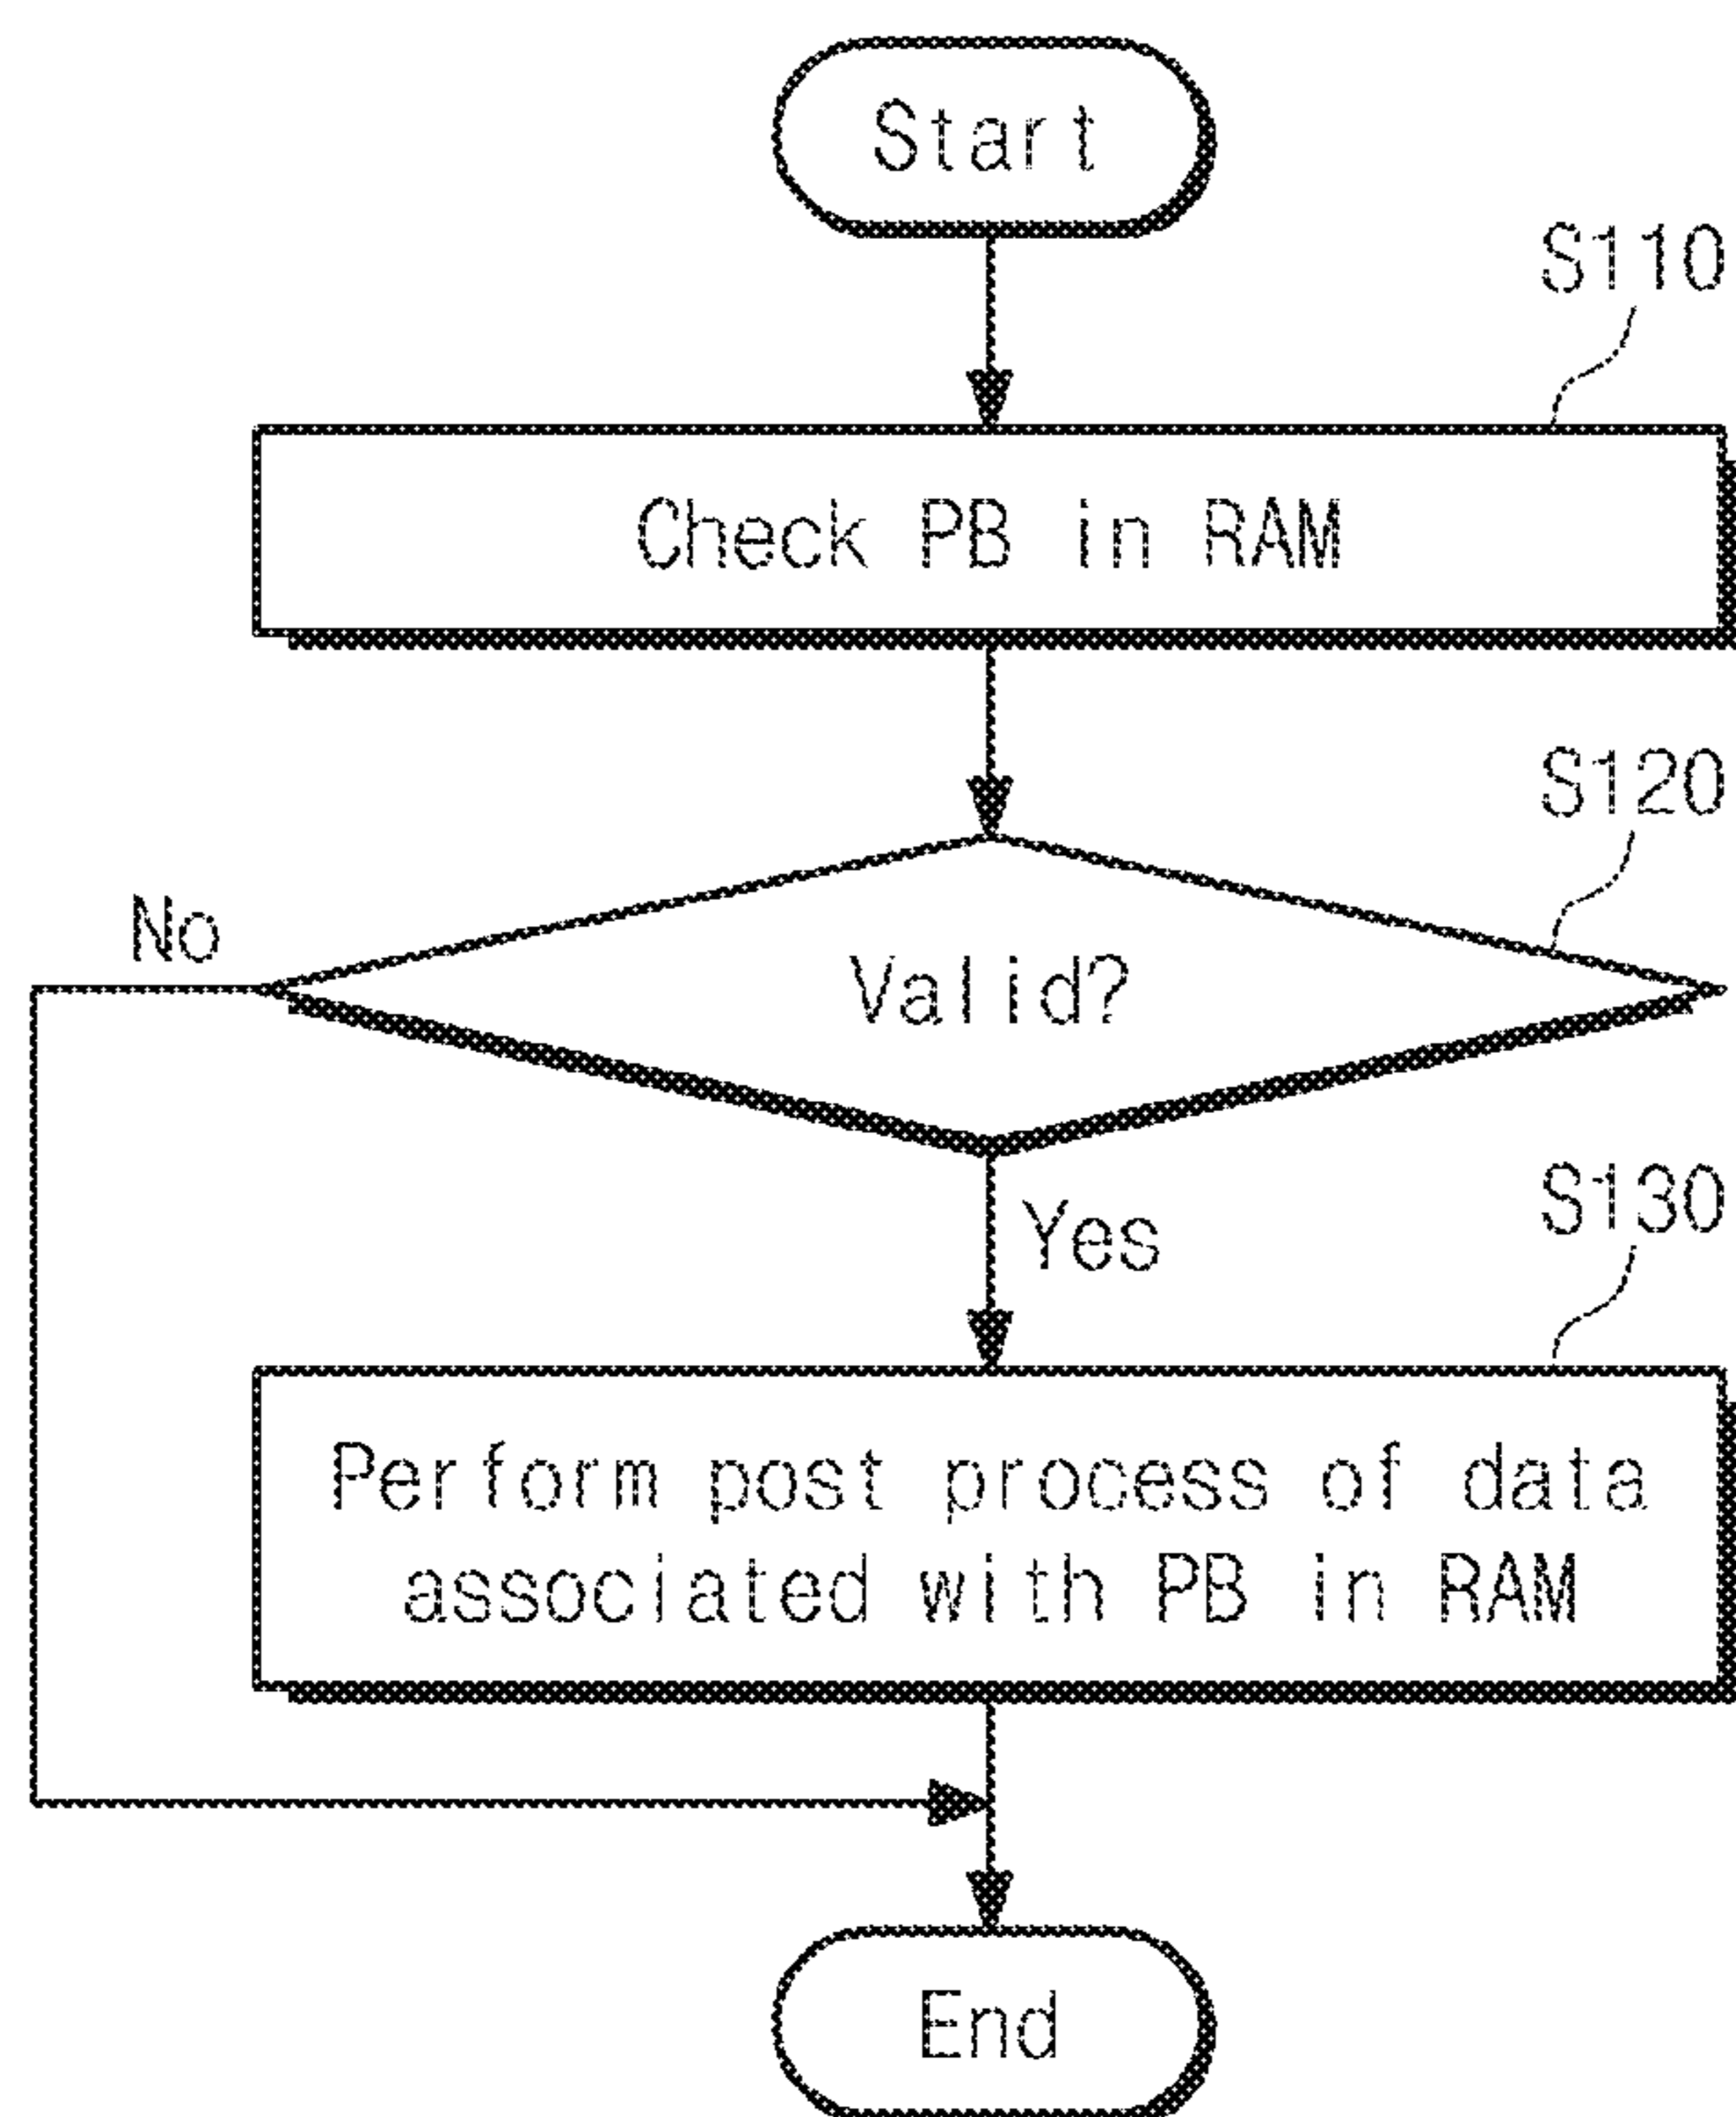 Start
S110
Check PB in RAM
S120
No
Valid?
Yes
S130
Perform post process of data
associated with PB in RAM
End